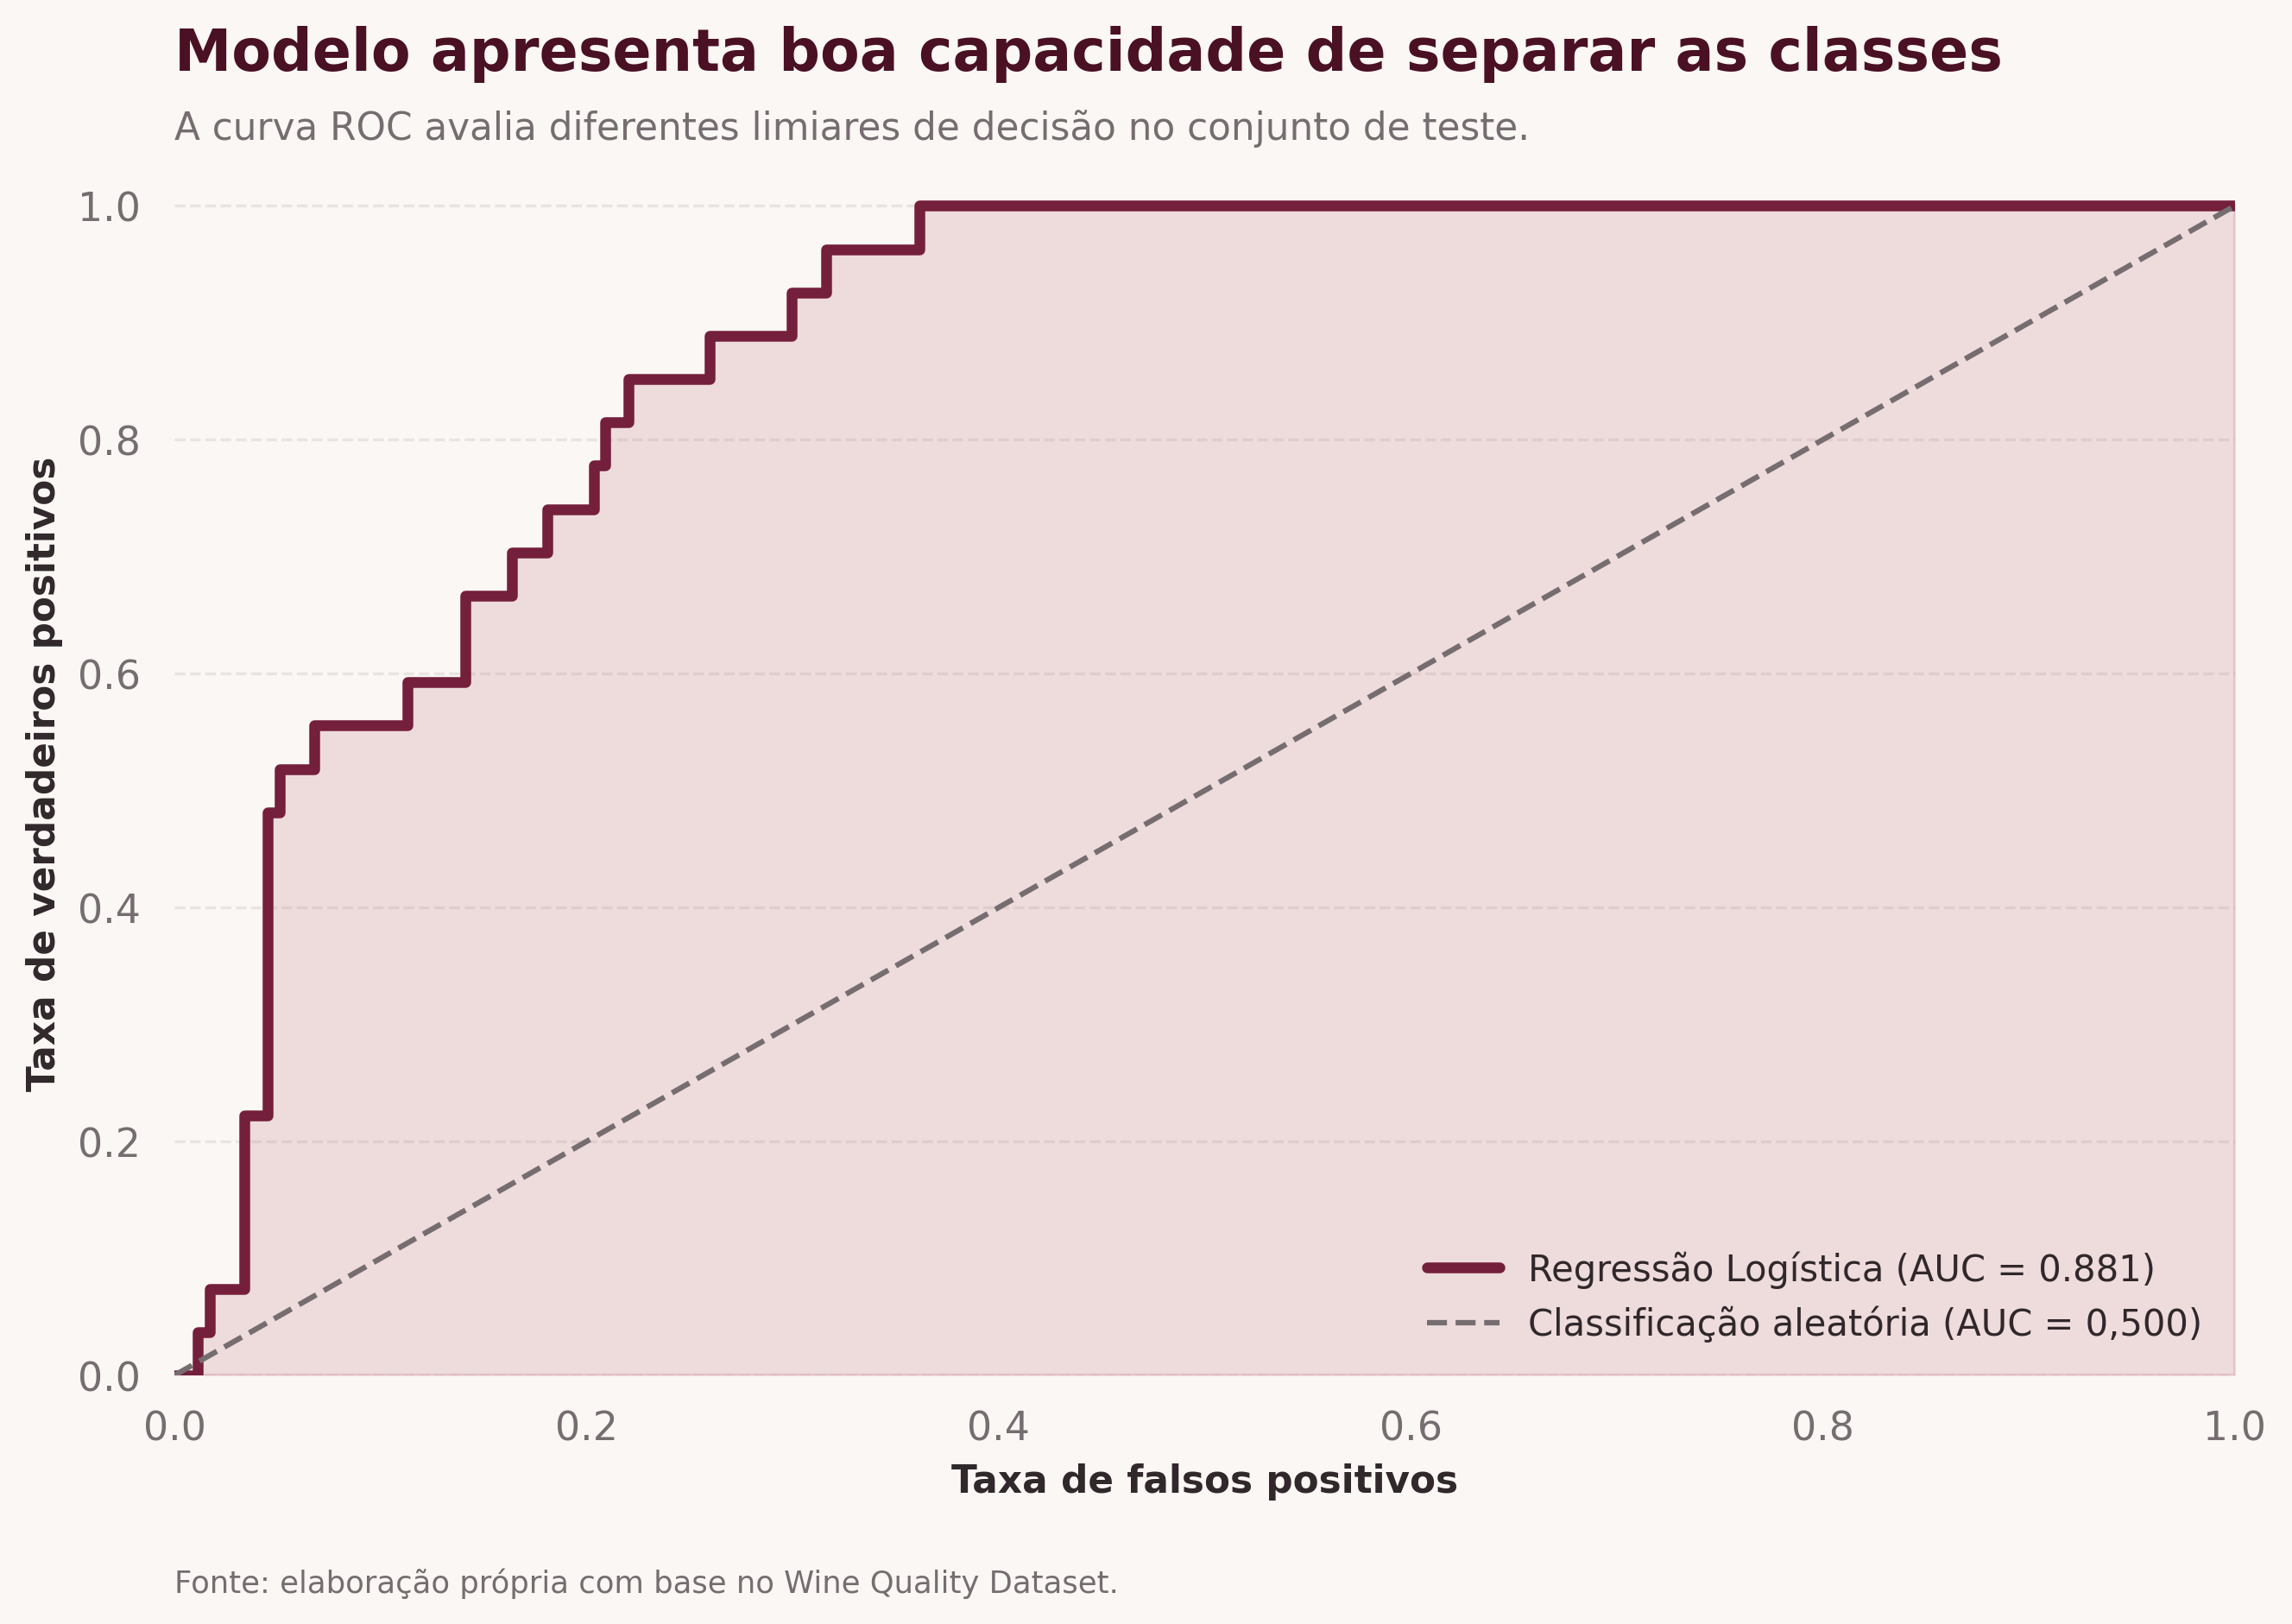 Modelo apresenta boa capacidade de separar as classes
A curva ROC avalia diferentes limiares de decisão no conjunto de teste.
1.0
0.8
0.6
0.4
0.2
0.0
Taxa de verdadeiros positivos
Regressão Logística (AUC = 0.881)
Classificação aleatória (AUC = 0,500)
0.0 0.2 0.4 0.6 0.8 1.0
Taxa de falsos positivos
Fonte: elaboração própria com base no Wine Quality Dataset.